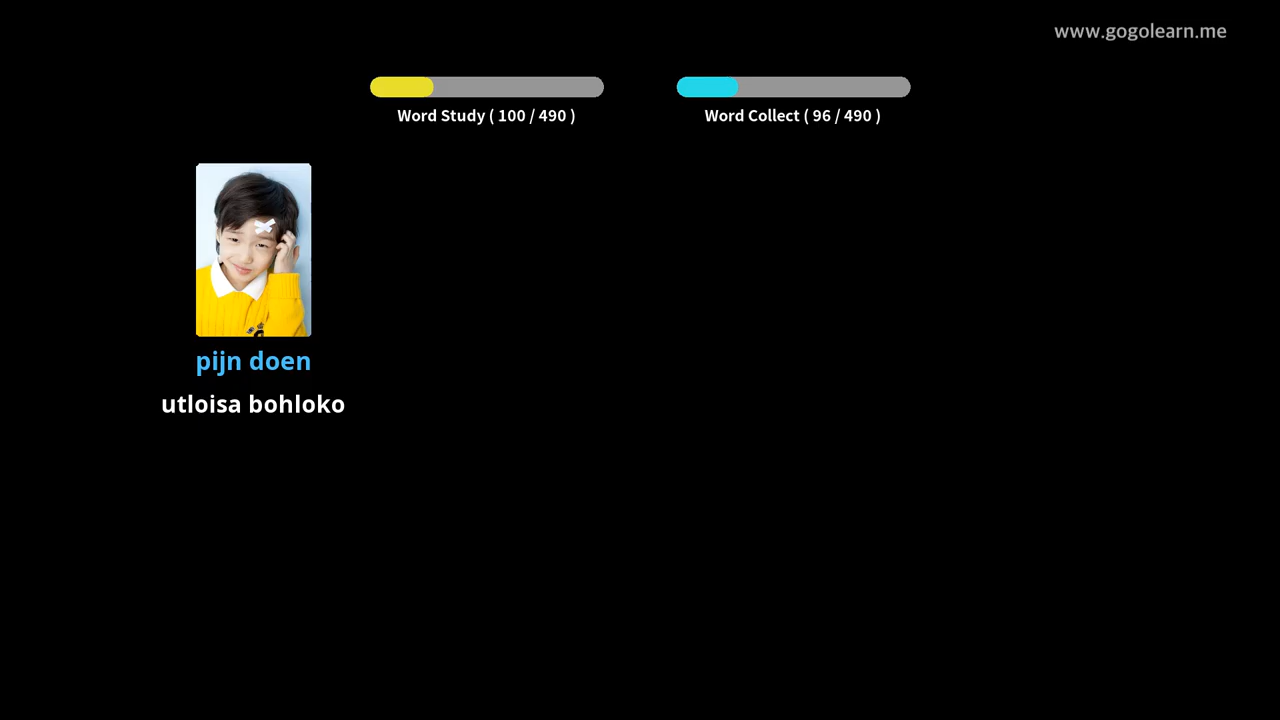 www.gogolearn.me
Word Study ( 100 / 490 )
Word Collect ( 96 / 490 )
pijn doen
utloisa bohloko